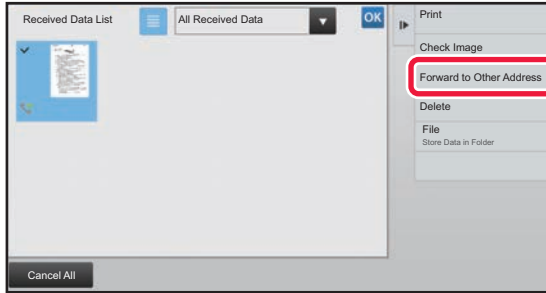 Received Data List
All Received Data
OK
Print
Check Image
Forward to Other Address
Delete
File
Store Data in Folder
Cancel All